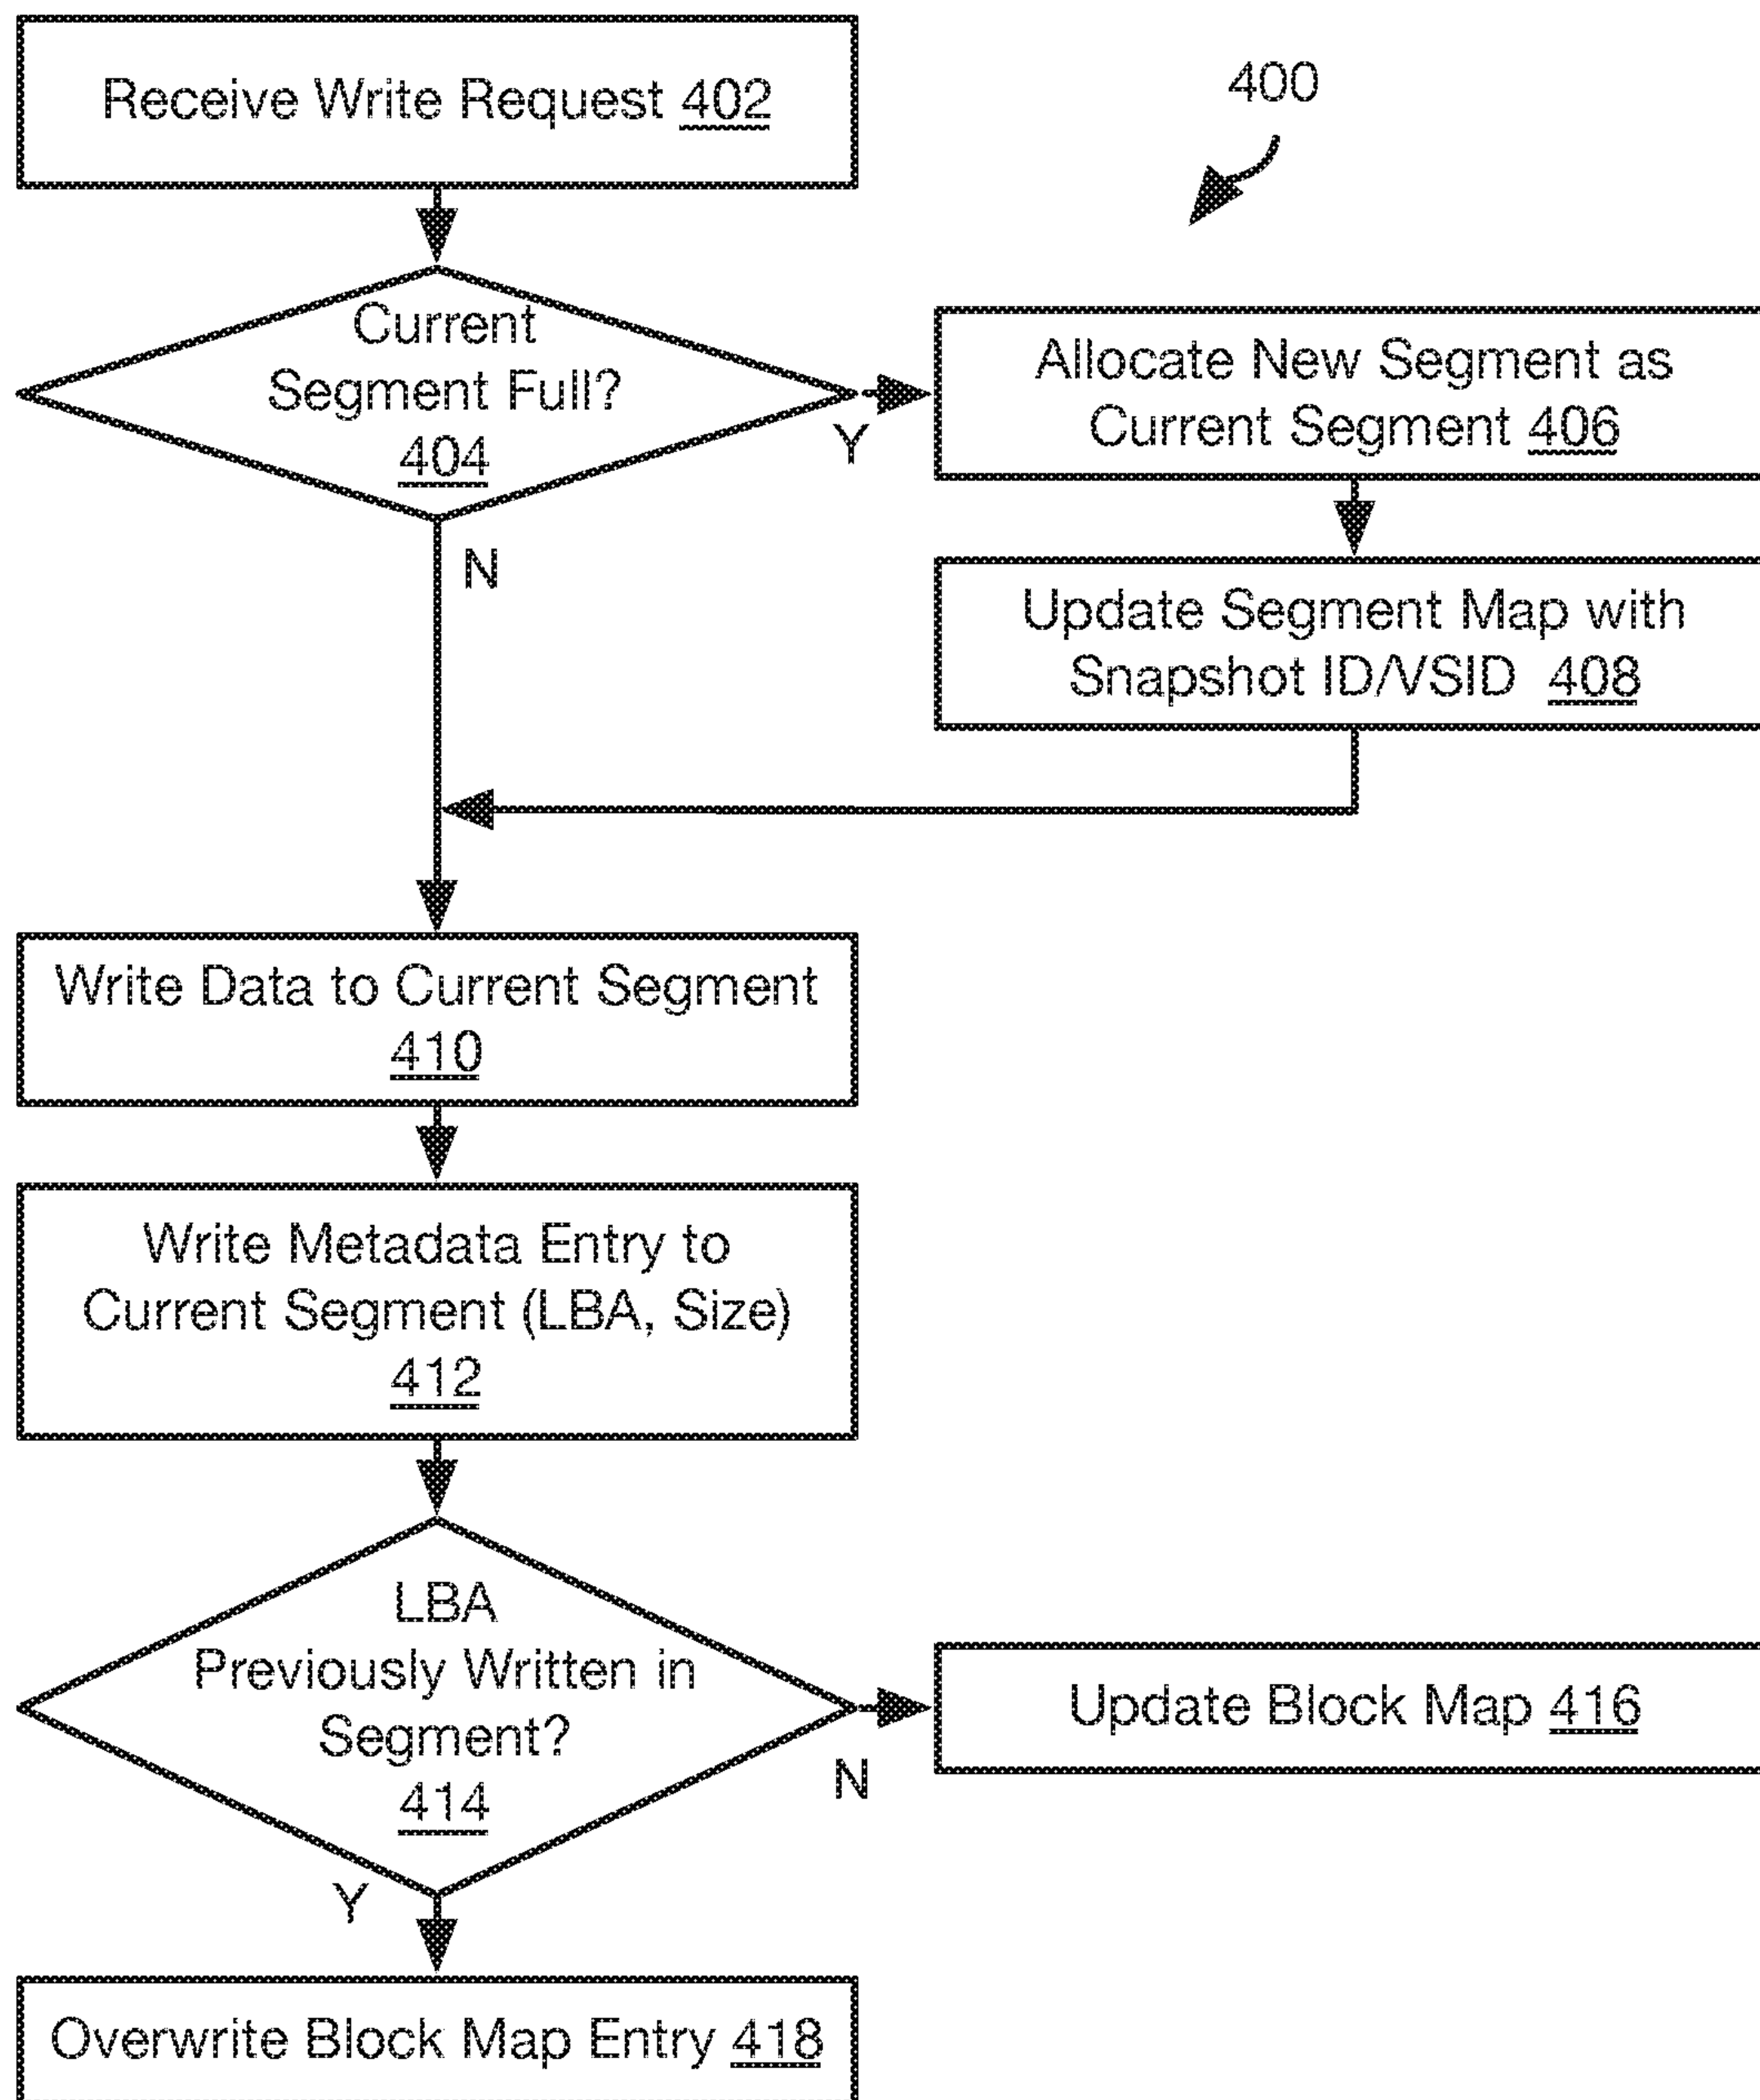 Receive Write Request 402
400
Current
Segment Full?
404
Y
Allocate New Segment as
Current Segment 406
N
Update Segment Map with
Snapshot ID/VSID 408
Write Data to Current Segment
410
Write Metadata Entry to
Current Segment (LBA, Size)
412
LBA
Previously Written in
Segment?
414
N
Update Block Map 416
Y
Overwrite Block Map Entry 418